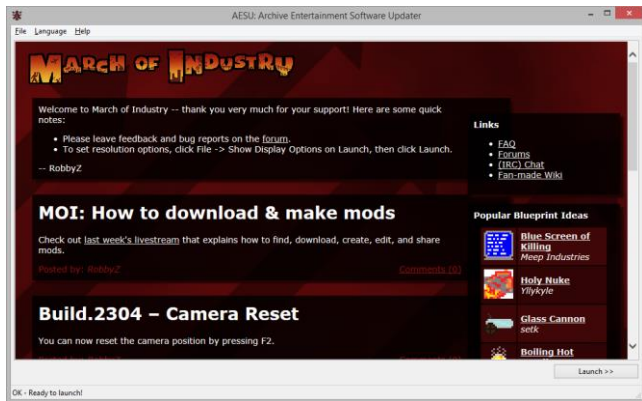 AESU: Archive Entertainment Software Updater
File Language Help
MARCH OF INDUSTRY
Welcome to March of Industry -- thank you very much for your support! Here are some quick
notes:
• Please leave feedback and bug reports on the forum.
• To set resolution options, click File -> Show Display Options on Launch, then click Launch.
-- RobbyZ
Links
• FAQ
• Forums
• (IRC) Chat
• Fan-made Wiki
MOI: How to download & make mods
Check out last week's livestream that explains how to find, download, create, edit, and share
mods.
Posted by: RobbyZ
Comments (0)
Build.2304 – Camera Reset
You can now reset the camera position by pressing F2.
Popular Blueprint Ideas
Blue Screen of
Killing
Meep Industries
Holy Nuke
Yliykyle
Glass Cannon
setk
Boiling Hot
Launch >>
OK - Ready to launch!